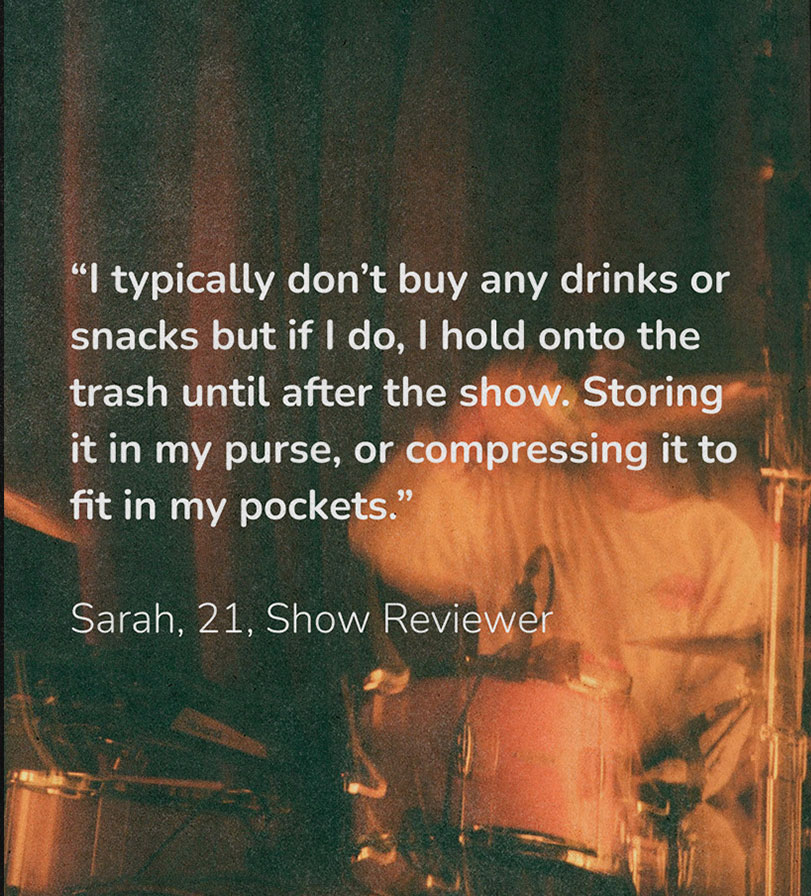 “I typically don’t buy any drinks or
snacks but if I do, I hold onto the
trash until after the show. Storing
it in my purse, or compressing it to
fit in my pockets.”
Sarah, 21, Show Reviewer